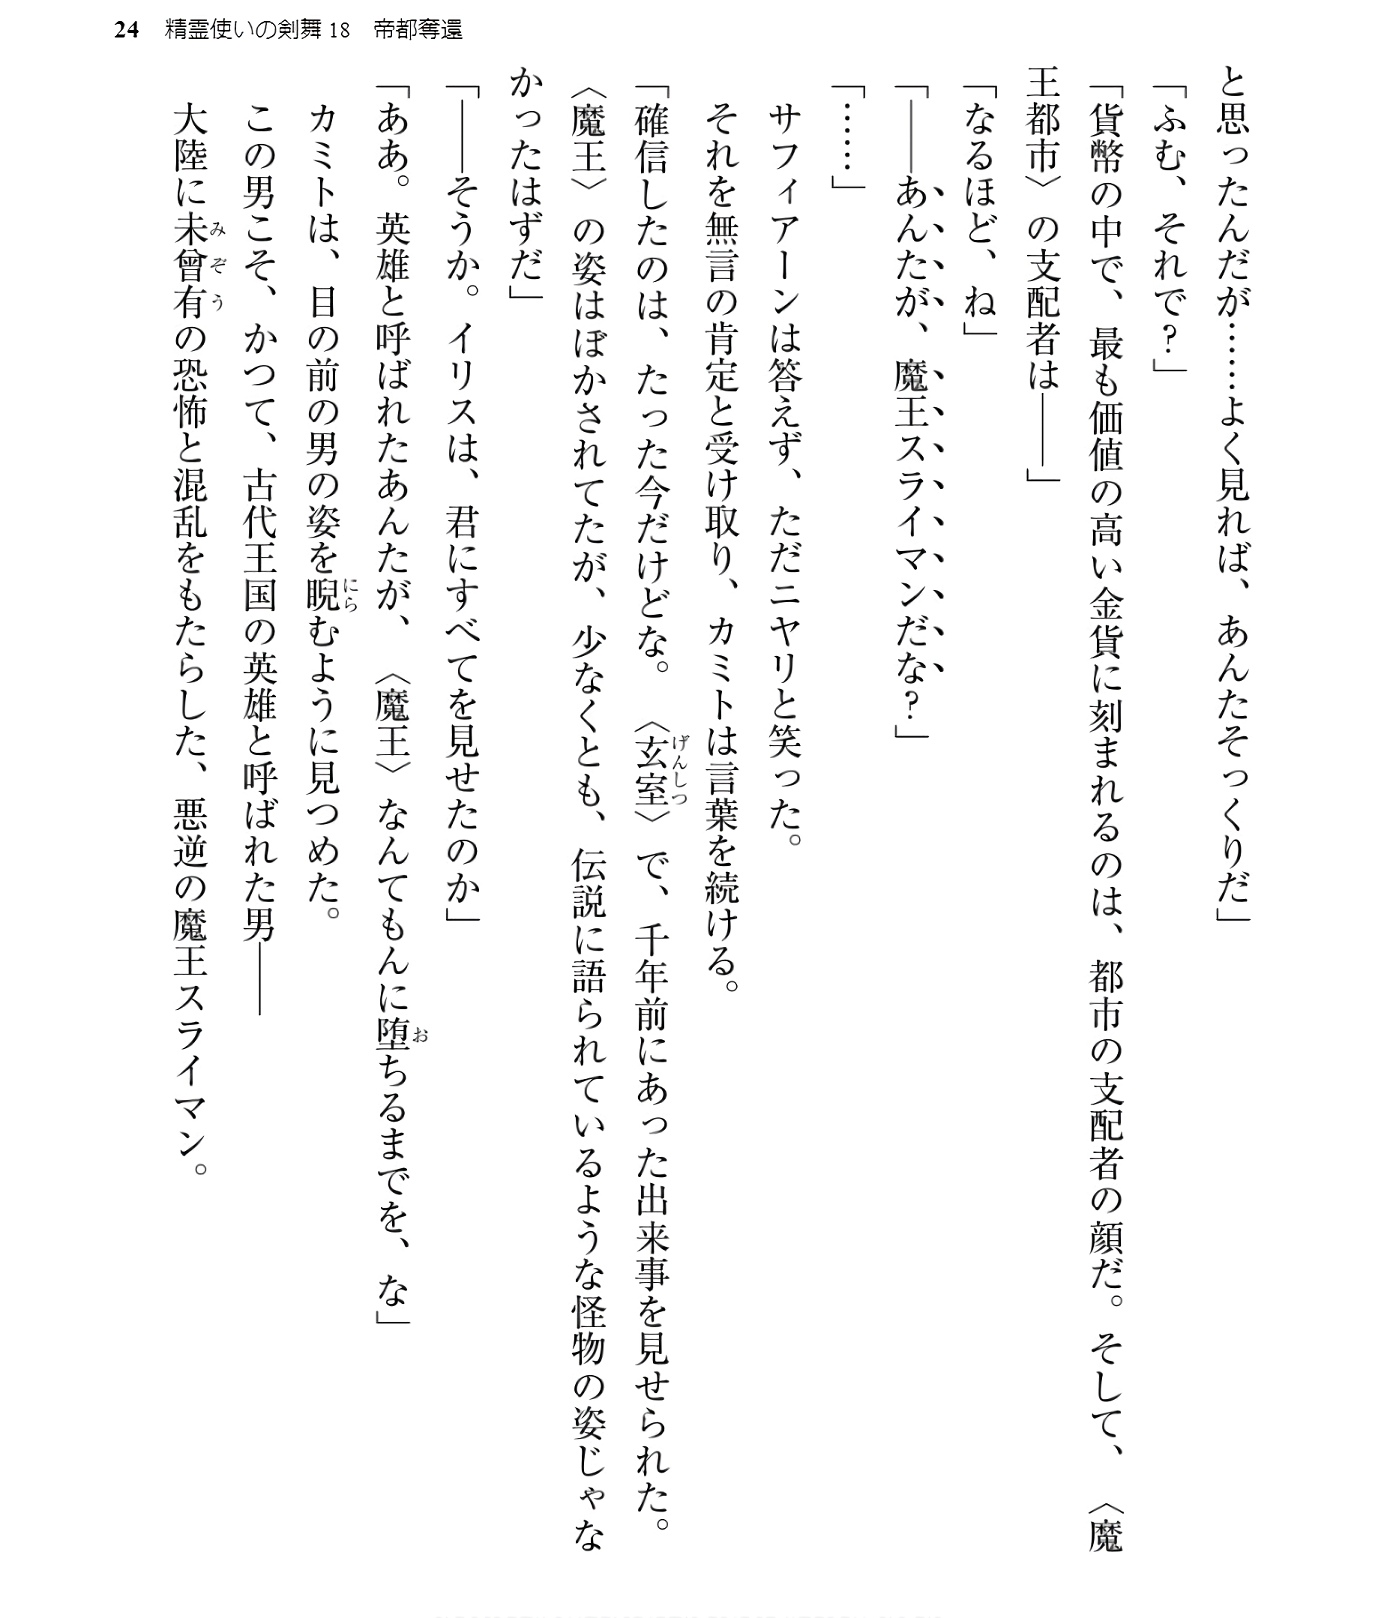 24 精霊使いの剣舞18 帝都奪還
と思ったんだが……よく見れば、あんたそっくりだ」
「ふむ、それで?」
「貨幣の中で、最も価値の高い金貨に刻まれるのは、都市の支配者の顔だ。そして、〈魔
王都市〉の支配者は――」
「なるほど、ね」
「――あんたが、魔王スライマンだな?」
「……」
サフィアーンは答えず、ただニヤリと笑った。
それを無言の肯定と受け取り、カミトは言葉を続ける。
「確信したのは、たった今だけどな。〈玄室〉で、千年前にあった出来事を見せられた。
〈魔王〉の姿はぼかされてたが、少なくとも、伝説に語られているような怪物の姿じゃな
かったはずだ」
「――そうか。イリスは、君にすべてを見せたのか」
「ああ。英雄と呼ばれたあんたが、〈魔王〉なんてもんに堕ちるまでを、な」
カミトは、目の前の男の姿を睨むように見つめた。
この男こそ、かつて、古代王国の英雄と呼ばれた男――
大陸に未曾有の恐怖と混乱をもたらした、悪逆の魔王スライマン。